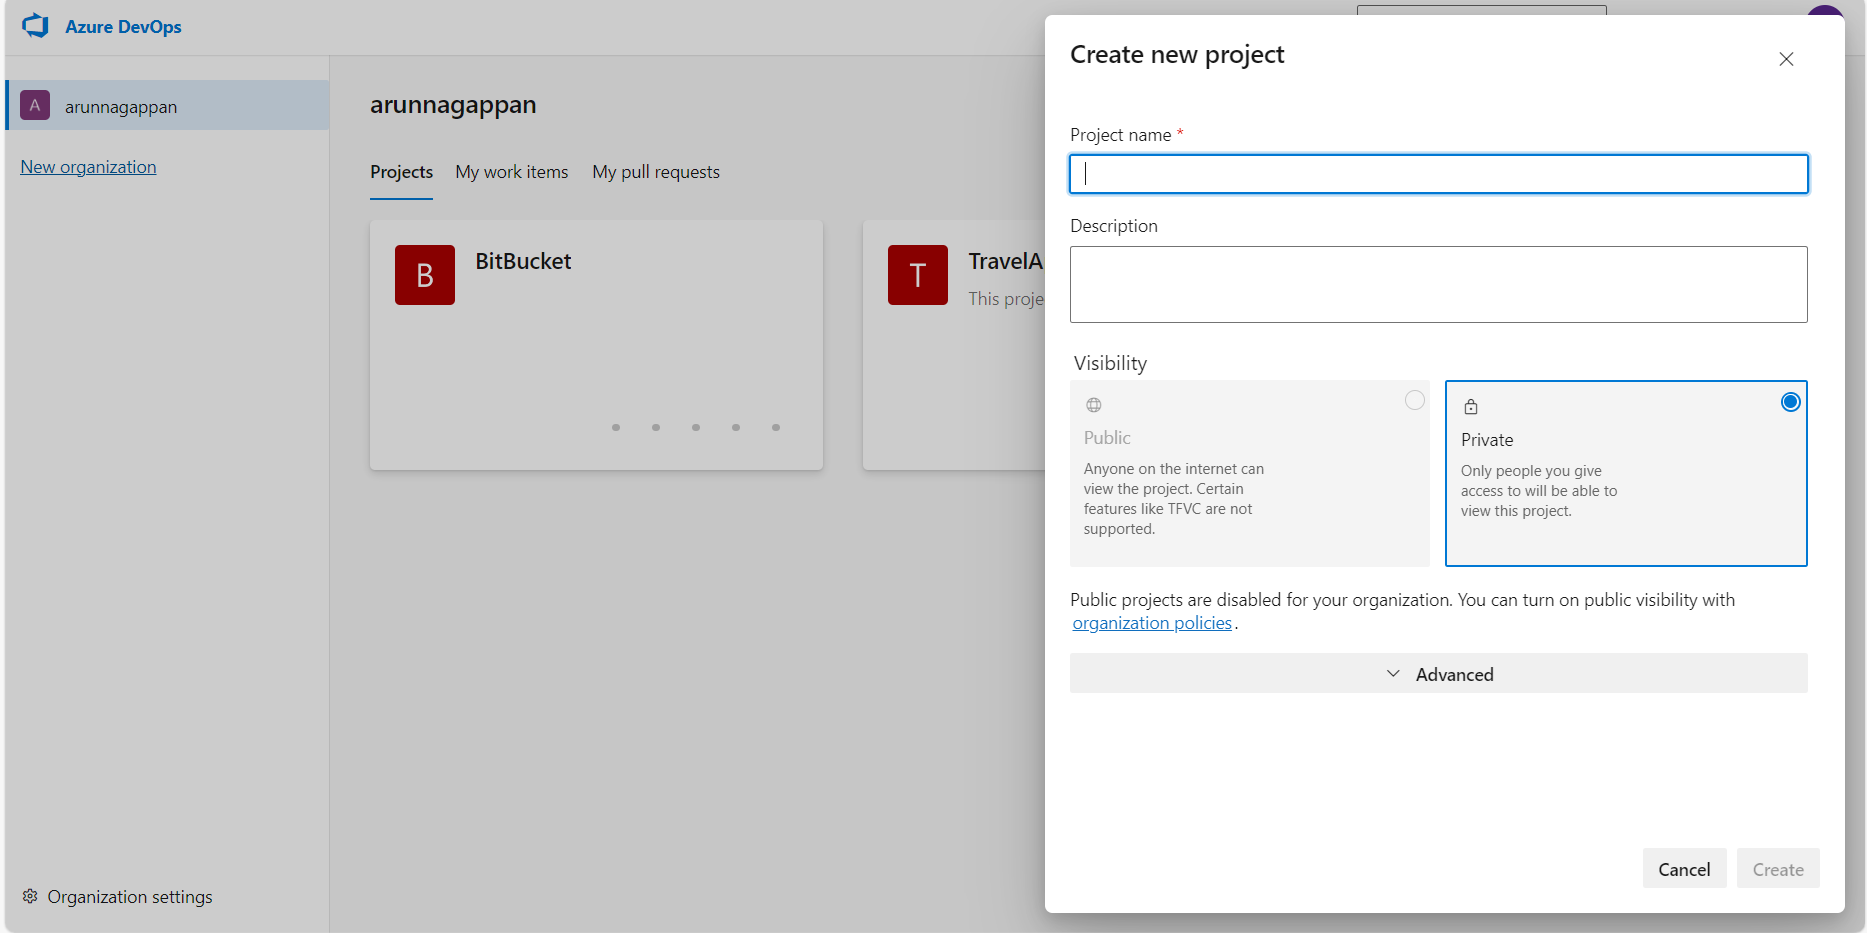 Azure DevOps
A
arunnagappan
New organization
arunnagappan
Projects
My work items
My pull requests
B
BitBucket
T
TravelA
This proje
Create new project
Project name *
Description
Visibility
Public
Anyone on the internet can
view the project. Certain
features like TFVC are not
supported.
Private
Only people you give
access to will be able to
view this project.
Public projects are disabled for your organization. You can turn on public visibility with
organization policies.
Advanced
Cancel
Create
Organization settings